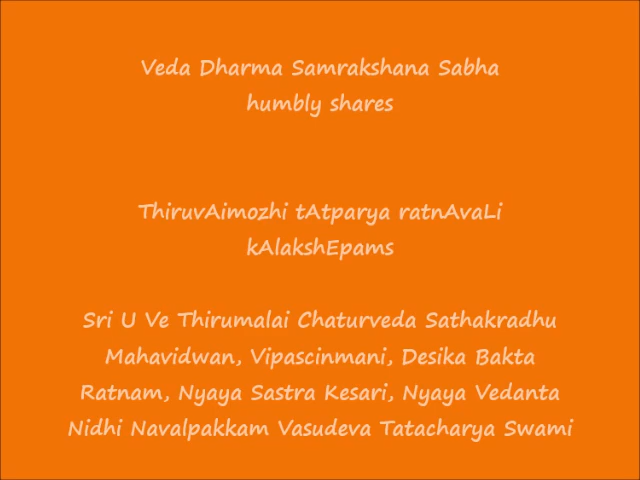 Veda Dharma Samrakshana Sabha
humbly shares
ThiruvAimozhi tAtparya ratnAvaLi
kAlakshEpams
Sri U Ve Thirumalai Chaturveda Sathakradhu
Mahavidwan, Vipascinmani, Desika Bakta
Ratnam, Nyaya Sastra Kesari, Nyaya Vedanta
Nidhi Navalpakkam Vasudeva Tatacharya Swami